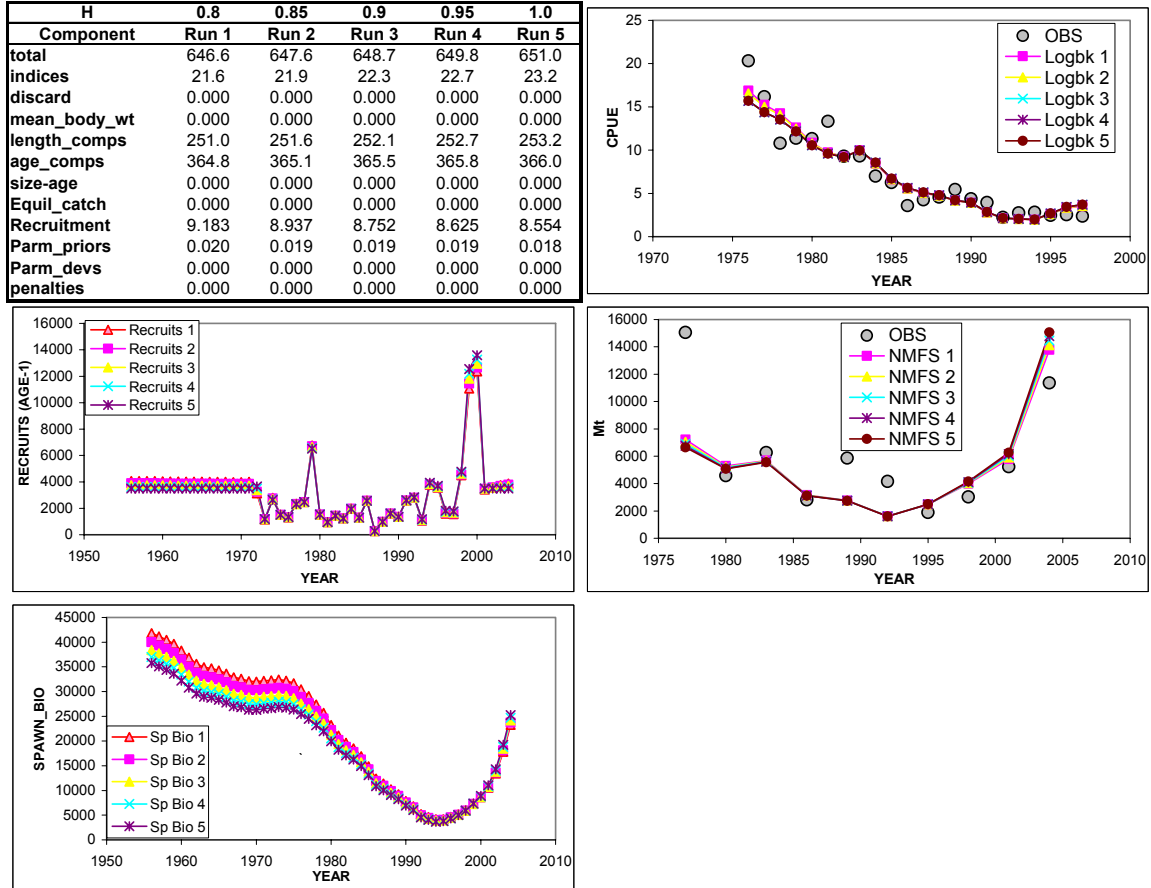 H 0.8 0.85 0.9 0.95 1.0
Component Run 1 Run 2 Run 3 Run 4 Run 5
total 646.6 647.6 648.7 649.8 651.0
indices 21.6 21.9 22.3 22.7 23.2
discard 0.000 0.000 0.000 0.000 0.000
mean_body_wt 0.000 0.000 0.000 0.000 0.000
length_comps 251.0 251.6 252.1 252.7 253.2
age_comps 364.8 365.1 365.5 365.8 366.0
size-age 0.000 0.000 0.000 0.000 0.000
Equil_catch 0.000 0.000 0.000 0.000 0.000
Recruitment 9.183 8.937 8.752 8.625 8.554
Parm_priors 0.020 0.019 0.019 0.019 0.018
Parm_devs 0.000 0.000 0.000 0.000 0.000
penalties 0.000 0.000 0.000 0.000 0.000
25
20
15
10
5
0
CPUE
OBS
Logbk 1
Logbk 2
Logbk 3
Logbk 4
Logbk 5
1970 1975 1980 1985 1990 1995 2000
YEAR
16000
14000
12000
10000
8000
6000
4000
2000
0
RECRUITS (AGE-1)
Recruits 1
Recruits 2
Recruits 3
Recruits 4
Recruits 5
1950 1960 1970 1980 1990 2000 2010
YEAR
16000
14000
12000
10000
8000
6000
4000
2000
0
Mt
OBS
NMFS 1
NMFS 2
NMFS 3
NMFS 4
NMFS 5
1975 1980 1985 1990 1995 2000 2005 2010
YEAR
45000
40000
35000
30000
25000
20000
15000
10000
5000
0
SPAWN_BIO
Sp Bio 1
Sp Bio 2
Sp Bio 3
Sp Bio 4
Sp Bio 5
1950 1960 1970 1980 1990 2000 2010
YEAR